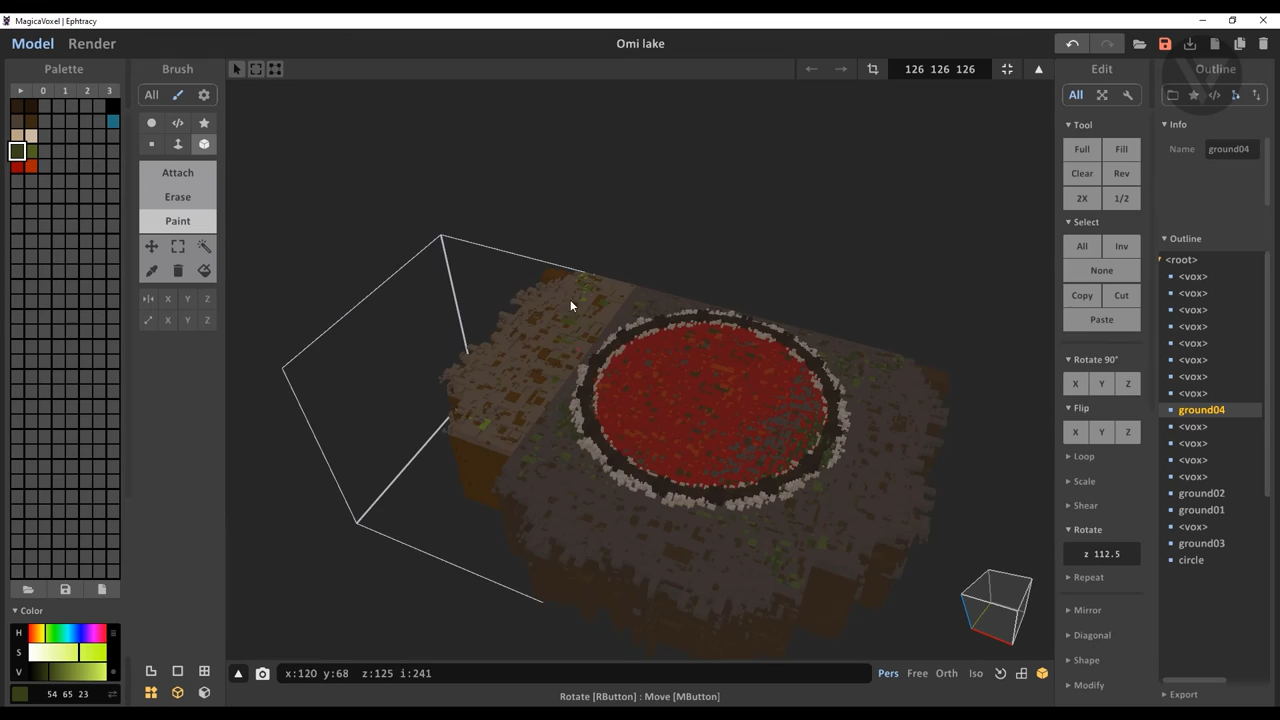 MagicaVoxel | Ephtracy
Model Render
Omi lake
Palette
0 1 2 3
Color
H
S
V
54 65 23
Brush
All
Attach
Erase
Paint
X Y Z
X Y Z
126 126 126
x:120 y:68 z:125 i:241
Pers Free Orth Iso
Rotate [RButton] : Move [MButton]
Edit
All
Tool
Full Fill
Clear Rev
2X 1/2
Select
All Inv
None
Copy Cut
Paste
Rotate 90°
X Y Z
Flip
X Y Z
Loop
Scale
Shear
Rotate
z 112.5
Repeat
Mirror
Diagonal
Shape
Modify
Outline
Info
Name ground04
Outline
<root>
<vox>
<vox>
<vox>
<vox>
<vox>
<vox>
<vox>
<vox>
ground04
<vox>
<vox>
<vox>
<vox>
ground02
ground01
<vox>
ground03
circle
Export